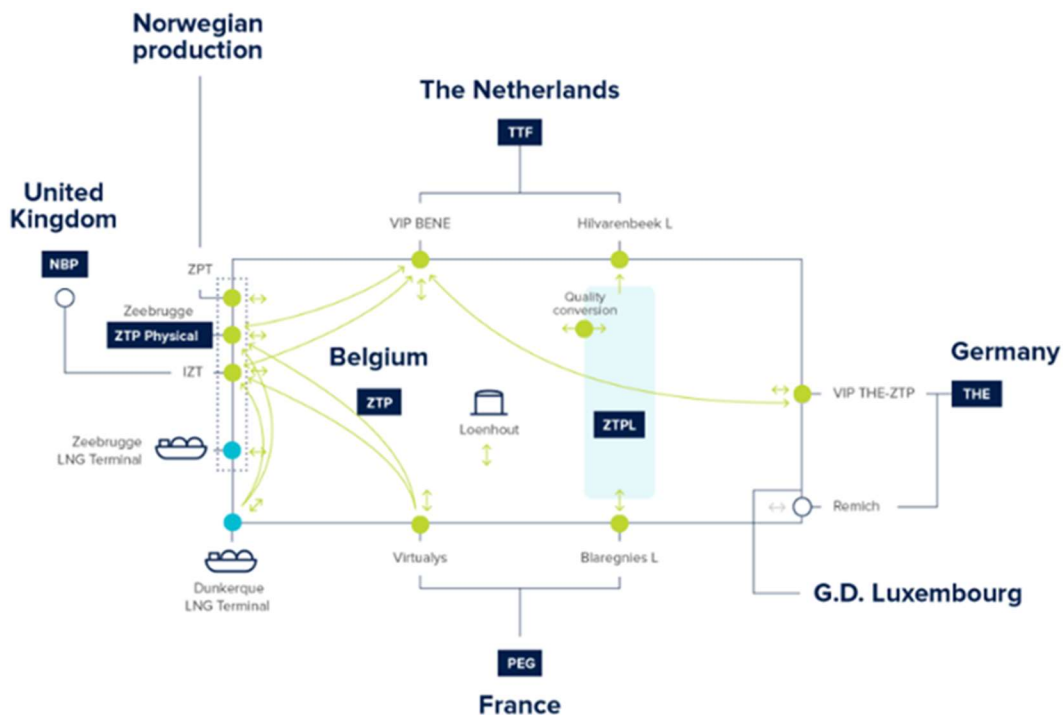 Norwegian
production
The Netherlands
TTF
United
Kingdom
NBP
VIP BENE
Hilvarenbeek L
ZPT
Zeebrugge
ZTP Physical
IZT
Quality
conversion
Belgium
ZTP
Loenhout
ZTPL
Germany
VIP THE-ZTP
THE
Zeebrugge
LNG Terminal
Remich
Dunkerque
LNG Terminal
Virtualys
Blaregnies L
G.D. Luxembourg
PEG
France